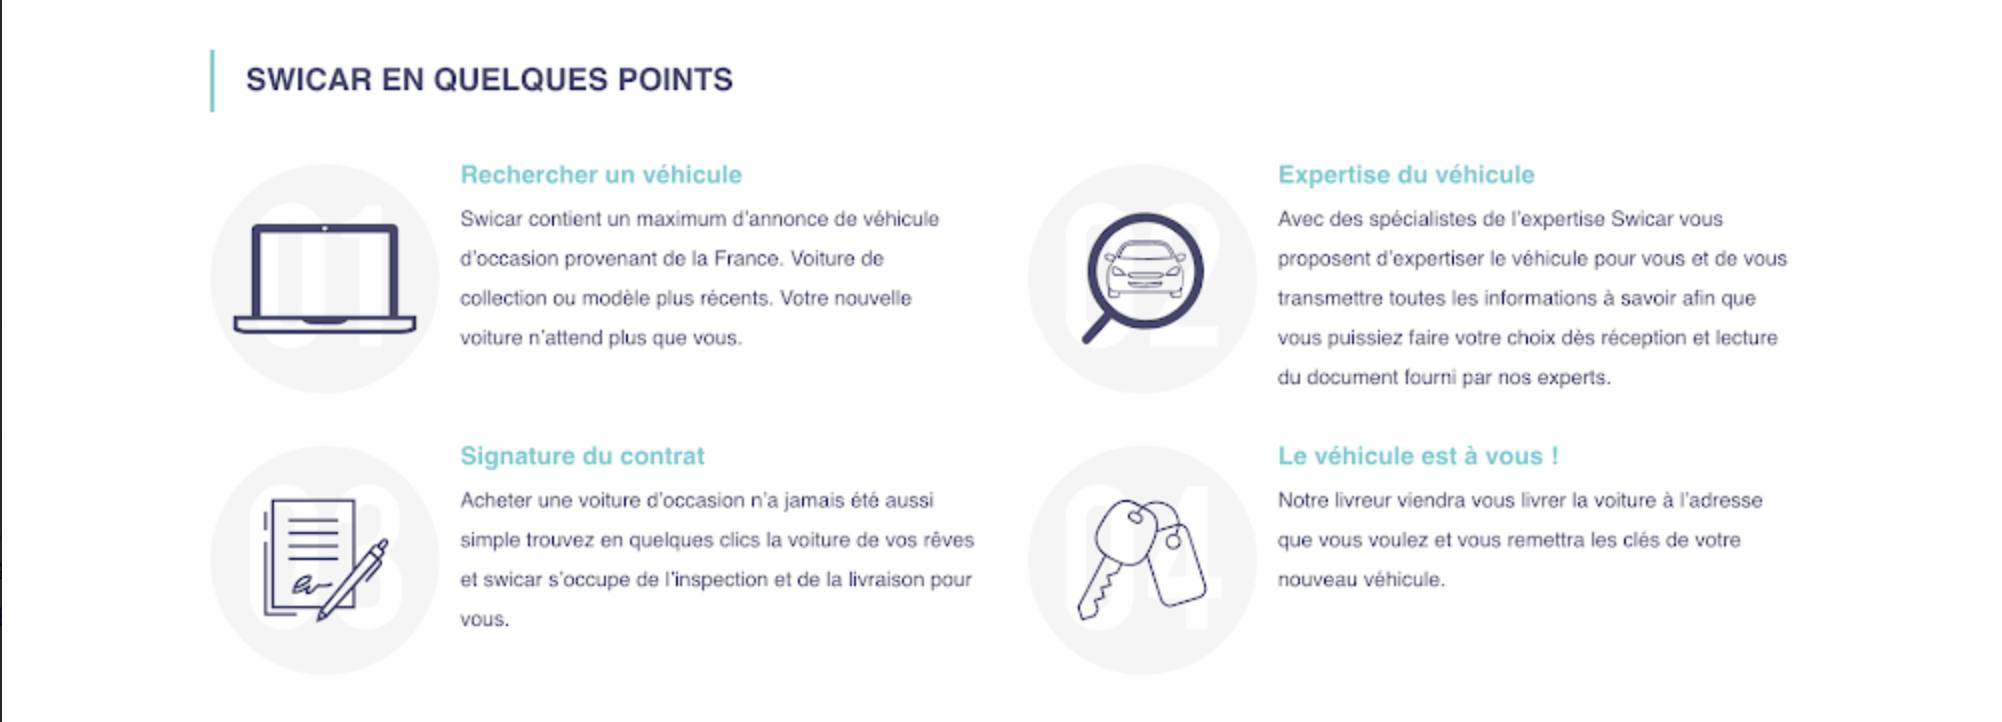 SWICAR EN QUELQUES POINTS
01
Rechercher un véhicule
Swicar contient un maximum d'annonce de véhicule
d'occasion provenant de la France. Voiture de
collection ou modèle plus récents. Votre nouvelle
voiture n'attend plus que vous.
02
Expertise du véhicule
Avec des spécialistes de l'expertise Swicar vous
proposent d'expertiser le véhicule pour vous et de vous
transmettre toutes les informations à savoir afin que
vous puissiez faire votre choix dès réception et lecture
du document fourni par nos experts.
03
Signature du contrat
Acheter une voiture d'occasion n'a jamais été aussi
simple trouvez en quelques clics la voiture de vos rêves
et swicar s'occupe de l'inspection et de la livraison pour
vous.
04
Le véhicule est à vous !
Notre livreur viendra vous livrer la voiture à l'adresse
que vous voulez et vous remettra les clés de votre
nouveau véhicule.